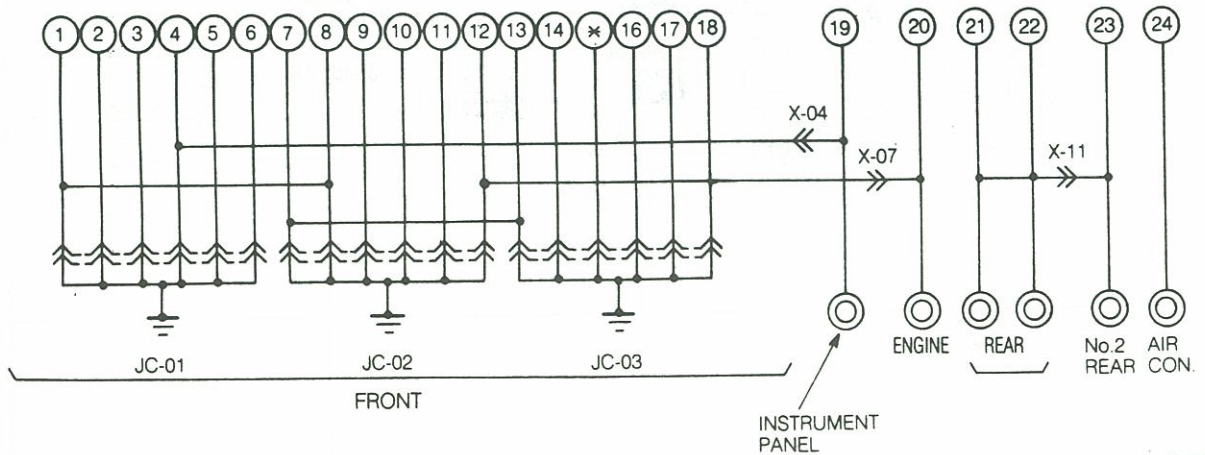 1 2 3 4 5 6 7 8 9 10 11 12 13 14 * 16 17 18 19 20 21 22 23 24
X-04
X-07 X-11
ENGINE REAR No.2 REAR AIR CON.
JC-01 JC-02 JC-03
FRONT
INSTRUMENT
PANEL